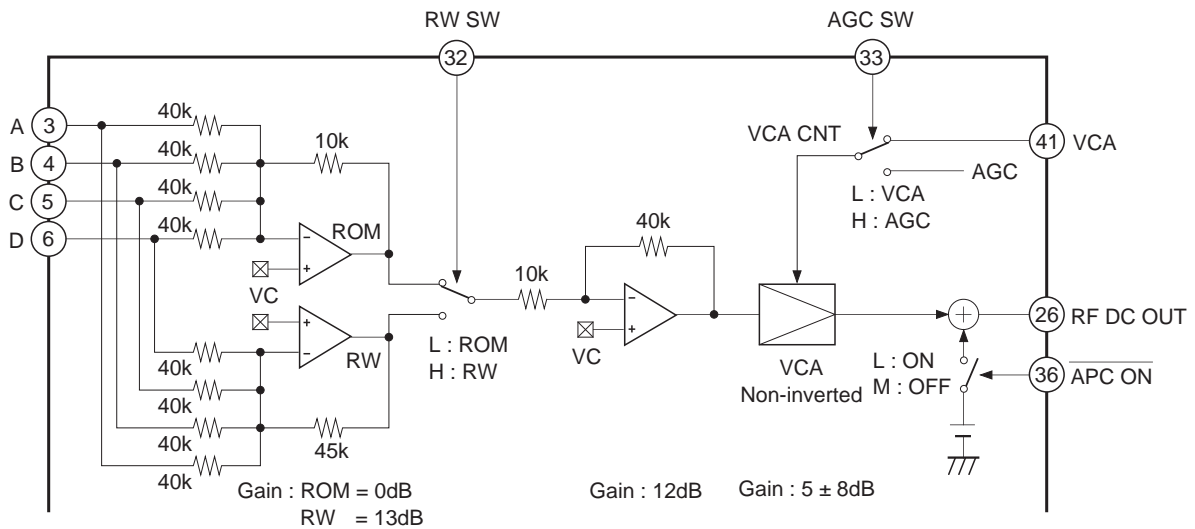 RW SW
AGC SW
32
33
A 3
40k
B 4
40k
10k
C 5
40k
D 6
40k
VCA CNT
41 VCA
AGC
L : VCA
H : AGC
− ROM
+
VC
40k
10k
−
+
VC
+
−
RW
L : ROM
H : RW
VCA
Non-inverted
+
26 RF DC OUT
L : ON
M : OFF
36 APC ON
40k
40k
40k
40k
45k
Gain : ROM = 0dB
RW = 13dB
Gain : 12dB
Gain : 5 ± 8dB